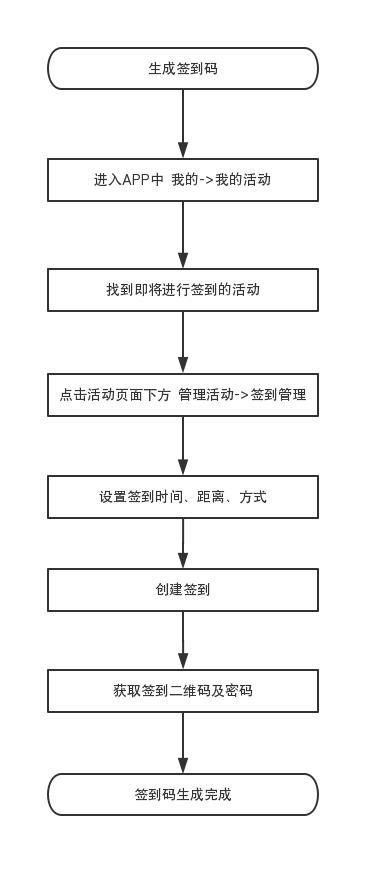 生成签到码
进入APP中 我的->我的活动
找到即将进行签到的活动
点击活动页面下方 管理活动->签到管理
设置签到时间、距离、方式
创建签到
获取签到二维码及密码
签到码生成完成